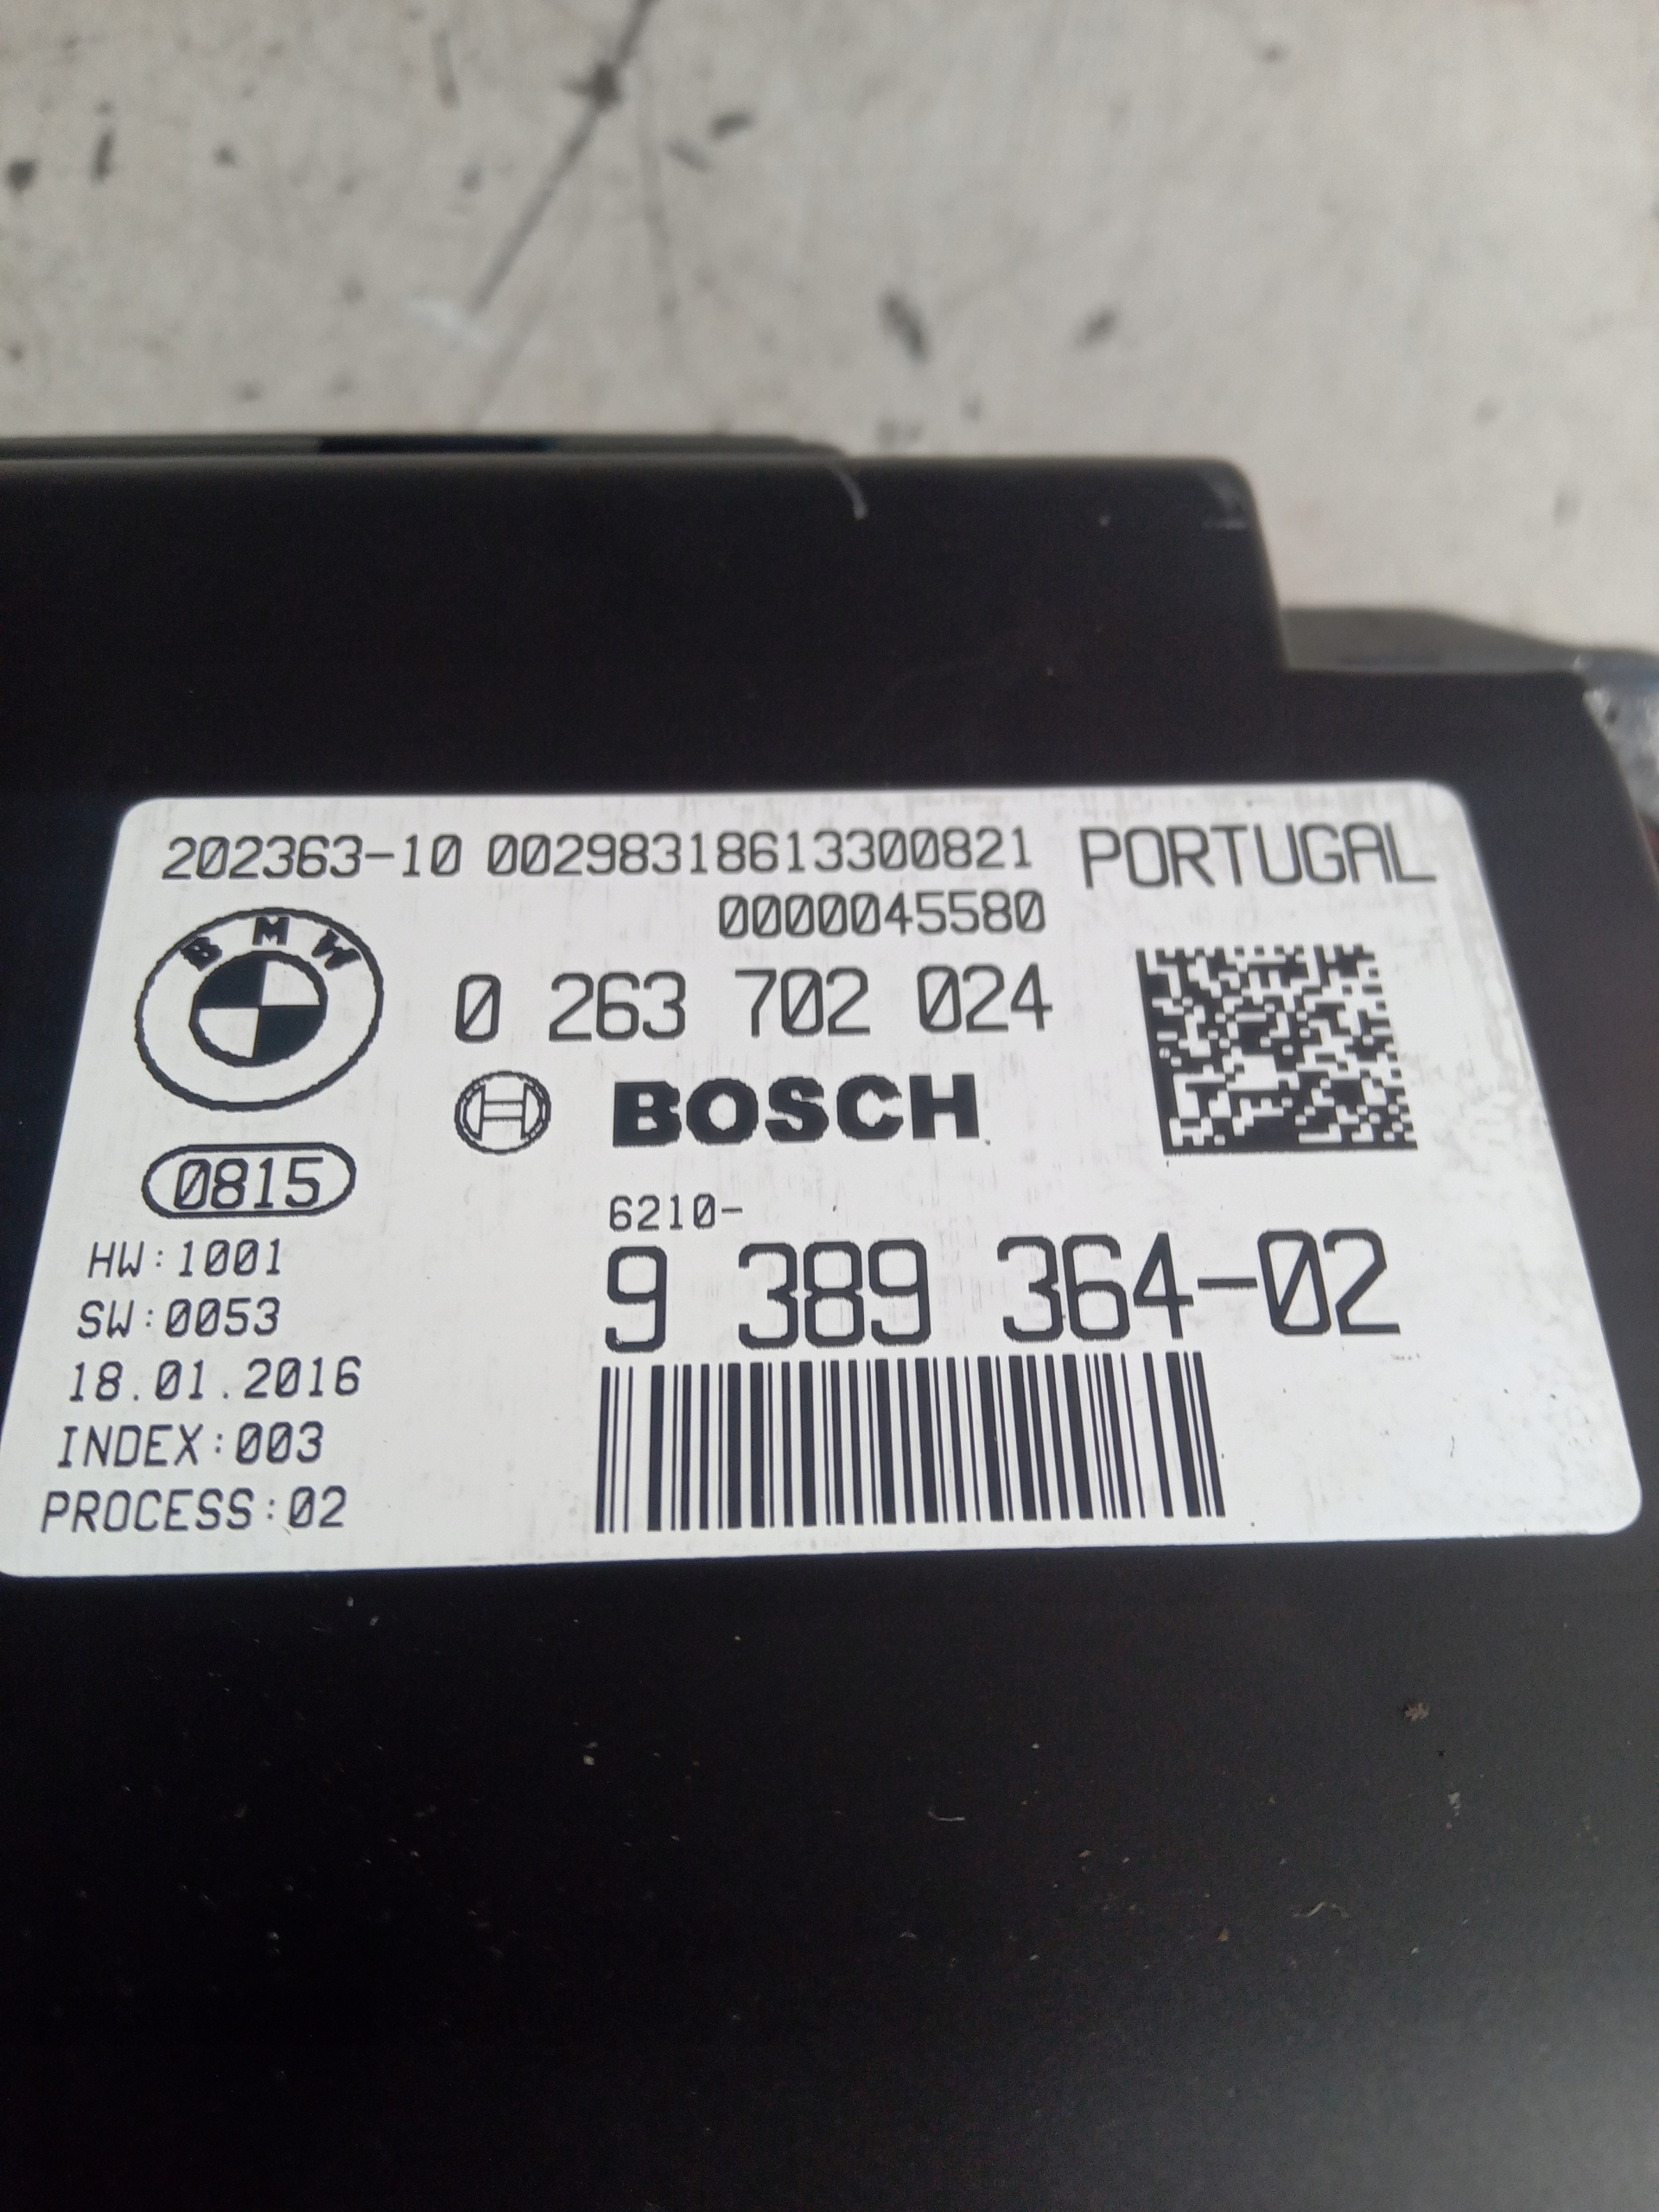 202363-10 00298318613300821 PORTUGAL
0000045580
BMW
0 263 702 024
BOSCH
0815
6210-
9 389 364-02
HW:1001
SW:0053
18.01.2016
INDEX:003
PROCESS:02